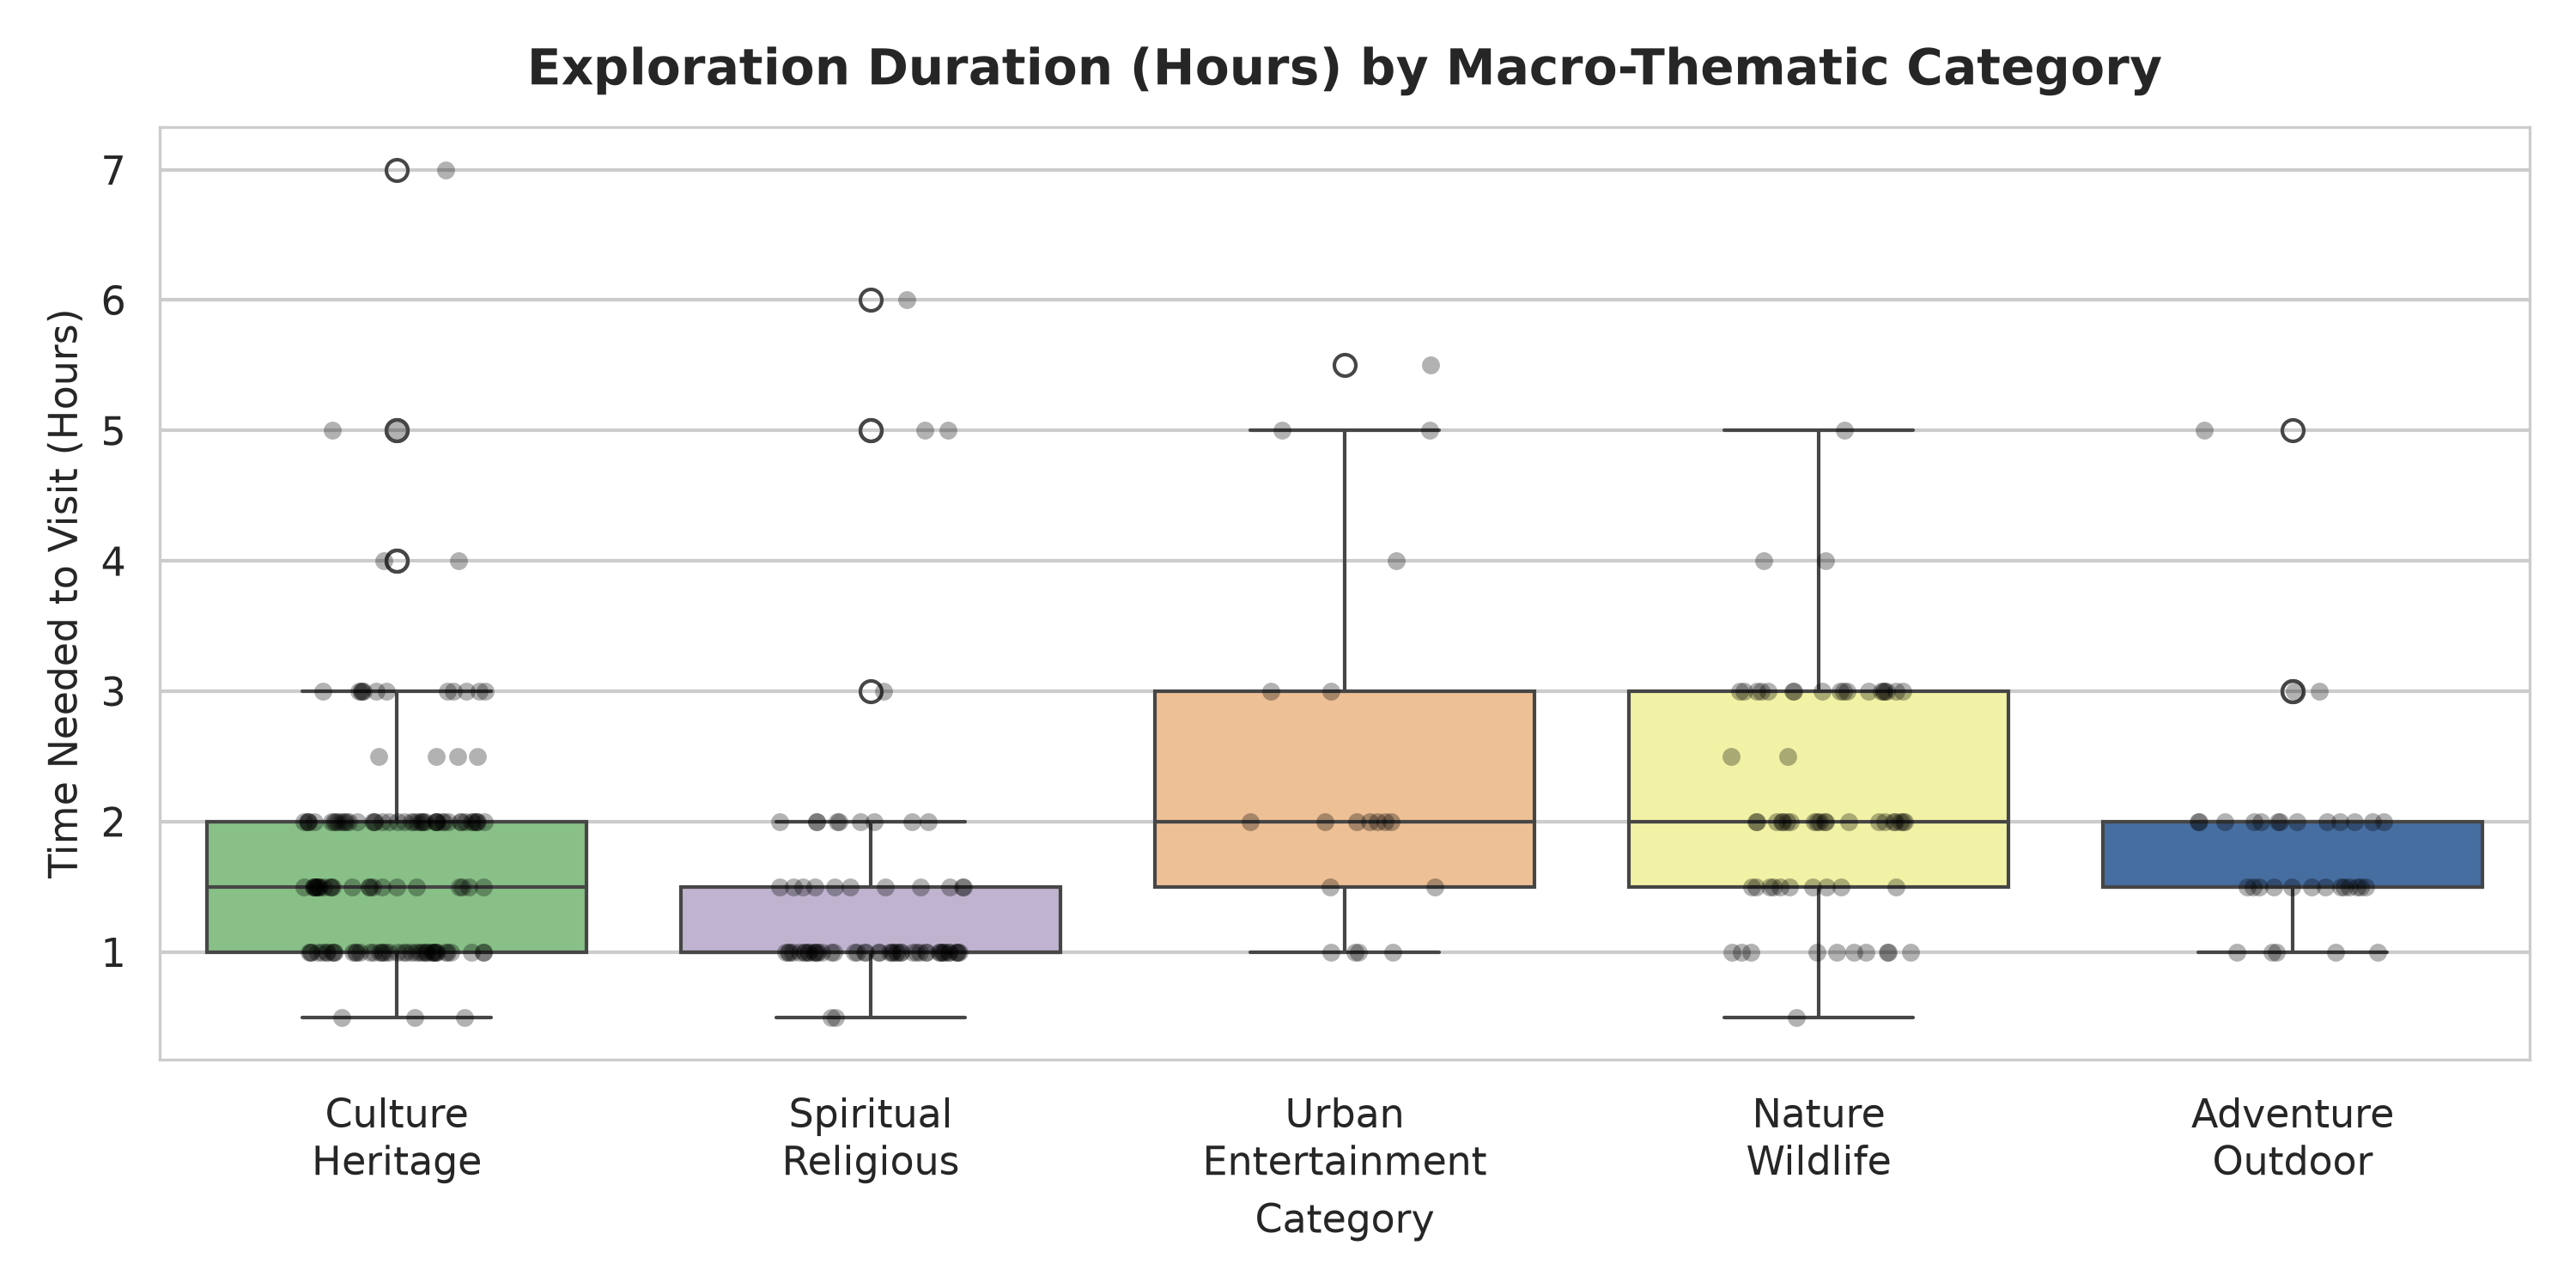 Exploration Duration (Hours) by Macro-Thematic Category
Time Needed to Visit (Hours)
7
6
5
4
3
2
1
Culture
Heritage
Spiritual
Religious
Urban
Entertainment
Nature
Wildlife
Adventure
Outdoor
Category